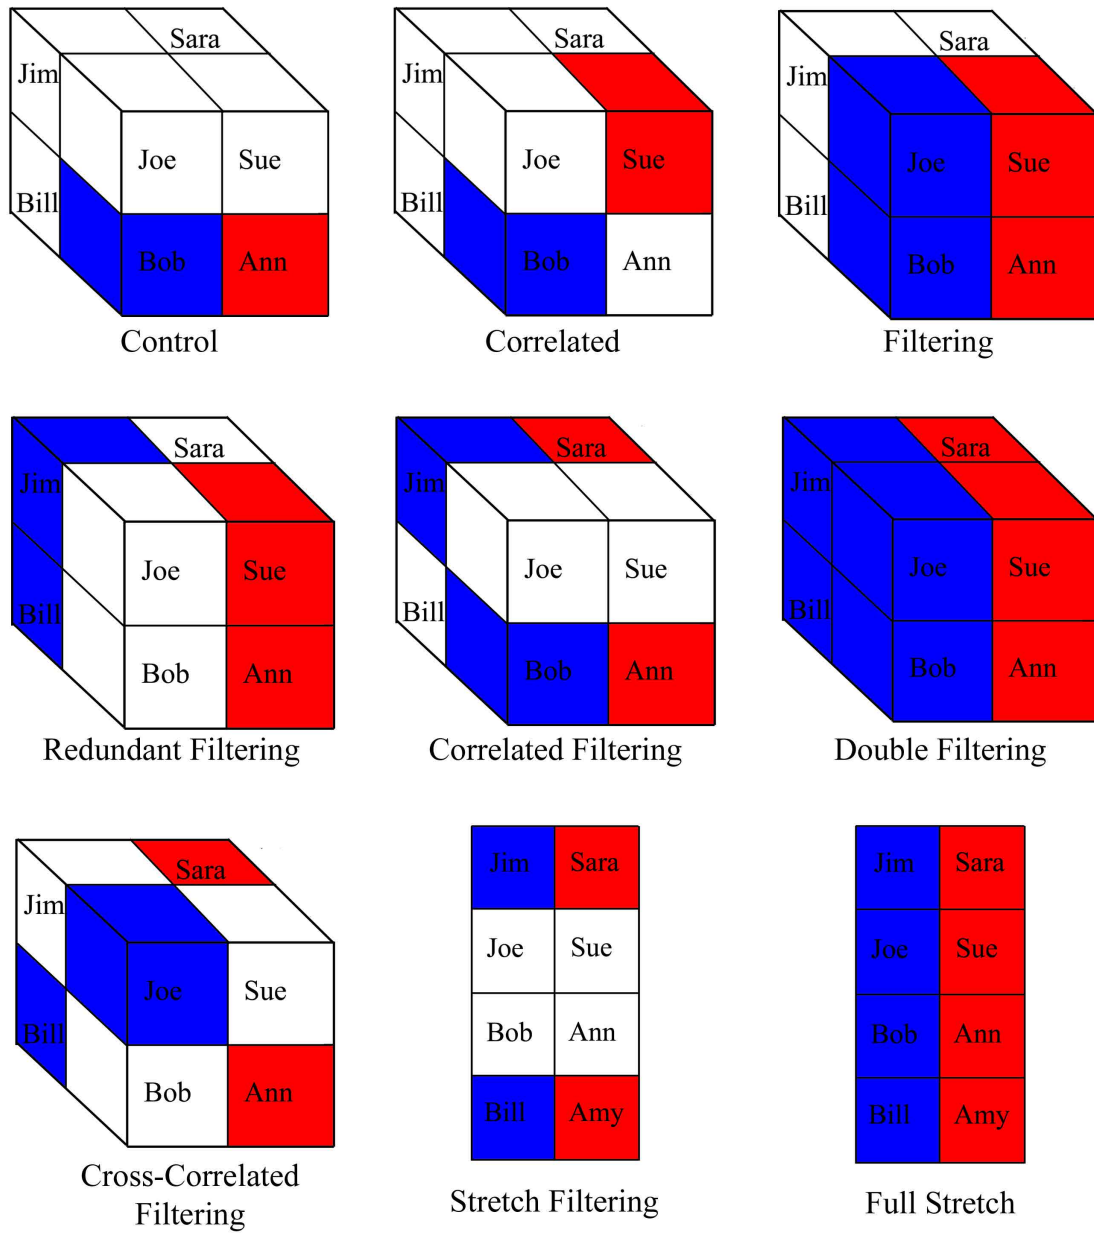 Sara
Jim
Joe Sue
Bill
Bob Ann
Control
Sara
Jim
Joe Sue
Bill
Bob Ann
Correlated
Sara
Jim
Joe Sue
Bill
Bob Ann
Filtering
Sara
Jim
Joe Sue
Bill
Bob Ann
Redundant Filtering
Sara
Jim
Joe Sue
Bill
Bob Ann
Correlated Filtering
Sara
Jim
Joe Sue
Bill
Bob Ann
Double Filtering
Sara
Jim
Joe Sue
Bill
Bob Ann
Cross-Correlated
Filtering
Jim Sara
Joe Sue
Bob Ann
Bill Amy
Stretch Filtering
Jim Sara
Joe Sue
Bob Ann
Bill Amy
Full Stretch